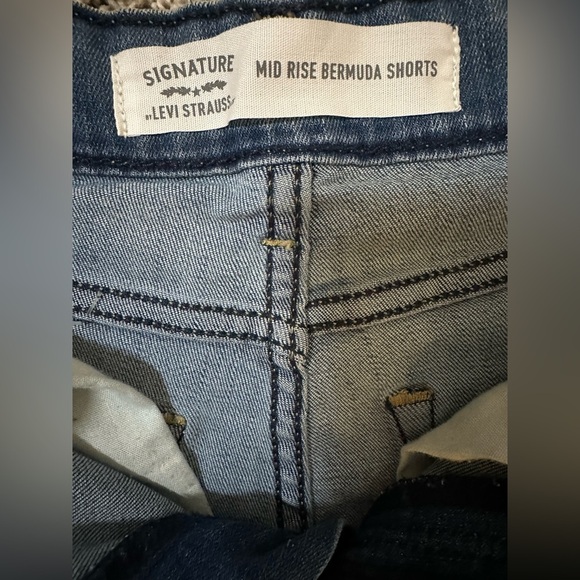 SIGNATURE
BY LEVI STRAUSS
MID RISE BERMUDA SHORTS